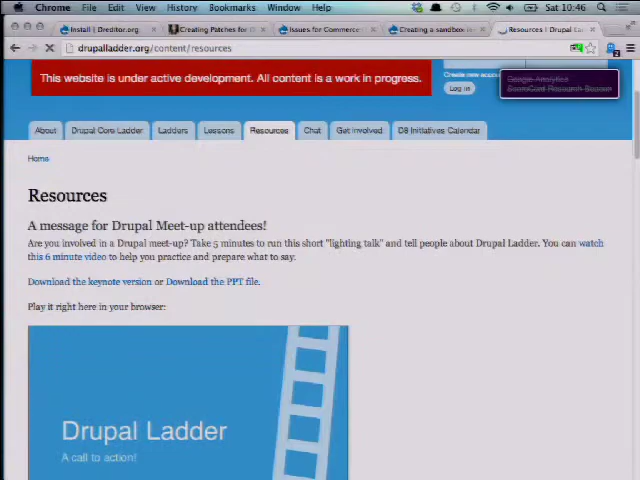 Chrome File Edit View History Bookmarks Window Help Sat 10:46
Install | Dreditor.org
Creating Patches for D
Issues for Commerce
Creating a sandbox
Resources | Drupal La
drupalladder.org/content/resources
This website is under active development. All content is a work in progress.
Create new accou
Log in
Google Analytics
ScoreCard Research Beacon
About Drupal Core Ladder Ladders Lessons Resources Chat Get involved D8 Initiatives Calendar
Home
Resources
A message for Drupal Meet-up attendees!
Are you involved in a Drupal meet-up? Take 5 minutes to run this short "lighting talk" and tell people about Drupal Ladder. You can watch
this 6 minute video to help you practice and prepare what to say.
Download the keynote version or Download the PPT file.
Play it right here in your browser:
Drupal Ladder
A call to action!